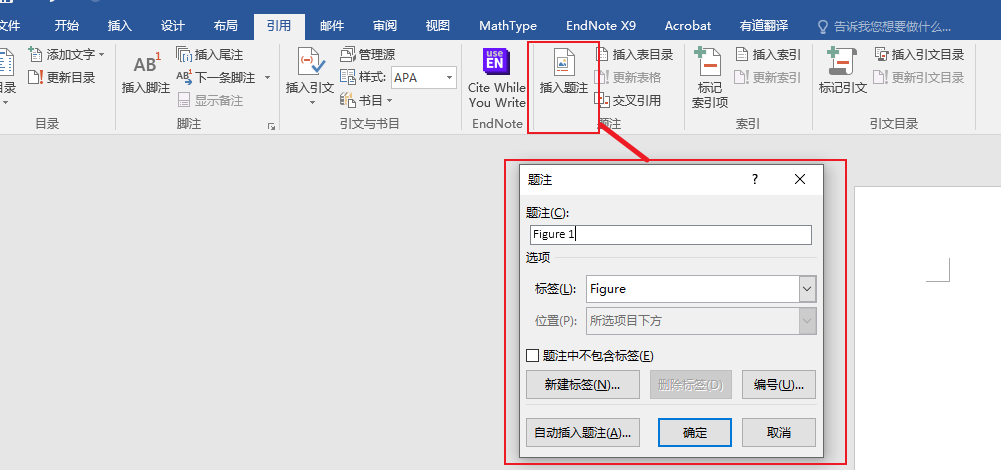 文件 开始 插入 设计 布局 引用 邮件 审阅 视图 MathType EndNote X9 Acrobat 有道翻译 告诉我您想要做什么...
添加文字
更新目录
目录
AB1
插入脚注
插入尾注
下一条脚注
显示备注
脚注
插入引文
管理源
样式: APA
书目
引文与书目
use
EN
Cite While
You Write
EndNote
插入题注
插入表目录
更新表格
交叉引用
题注
标记
索引项
插入索引
更新索引
索引
标记引文
插入引文目录
更新引文目录
引文目录
题注 ?
题注(C):
Figure 1
选项
标签(L): Figure
位置(P): 所选项目下方
题注中不包含标签(E)
新建标签(N)... 删除标签(D) 编号(U)...
自动插入题注(A)... 确定 取消